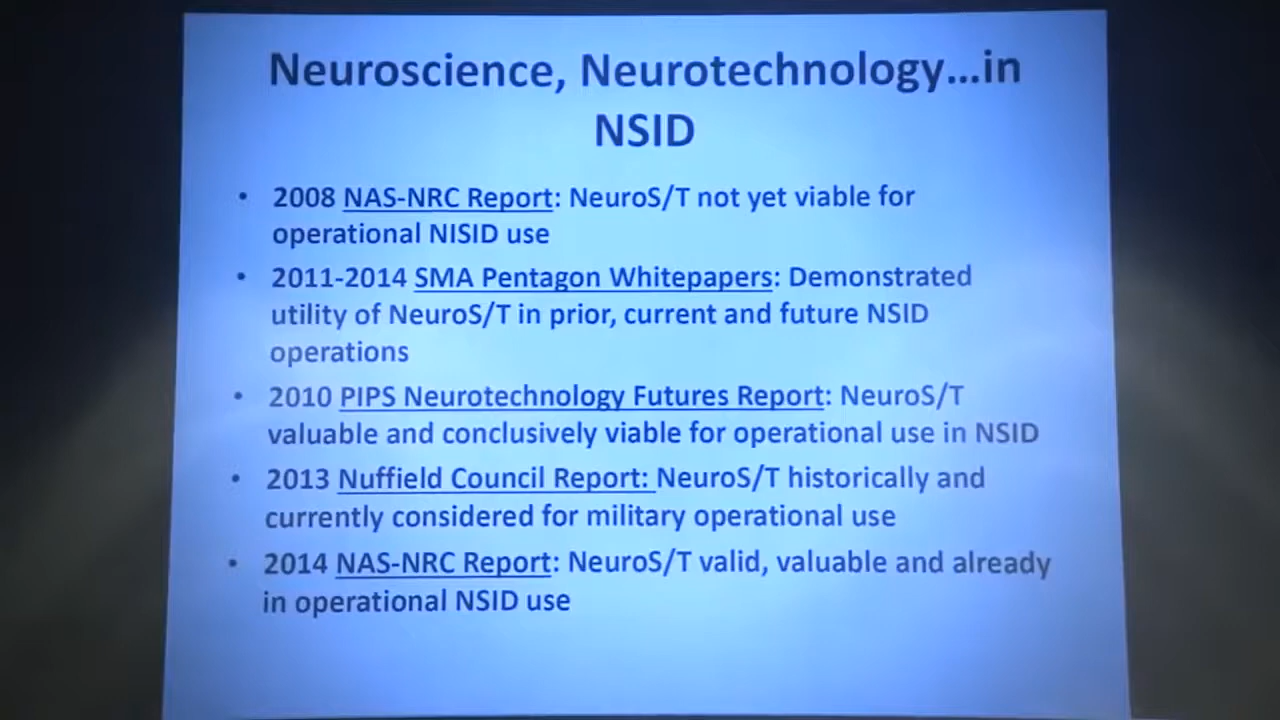 Neuroscience, Neurotechnology...in
NSID
• 2008 NAS-NRC Report: NeuroS/T not yet viable for
operational NISID use
• 2011-2014 SMA Pentagon Whitepapers: Demonstrated
utility of NeuroS/T in prior, current and future NSID
operations
• 2010 PIPS Neurotechnology Futures Report: NeuroS/T
valuable and conclusively viable for operational use in NSID
• 2013 Nuffield Council Report: NeuroS/T historically and
currently considered for military operational use
• 2014 NAS-NRC Report: NeuroS/T valid, valuable and already
in operational NSID use